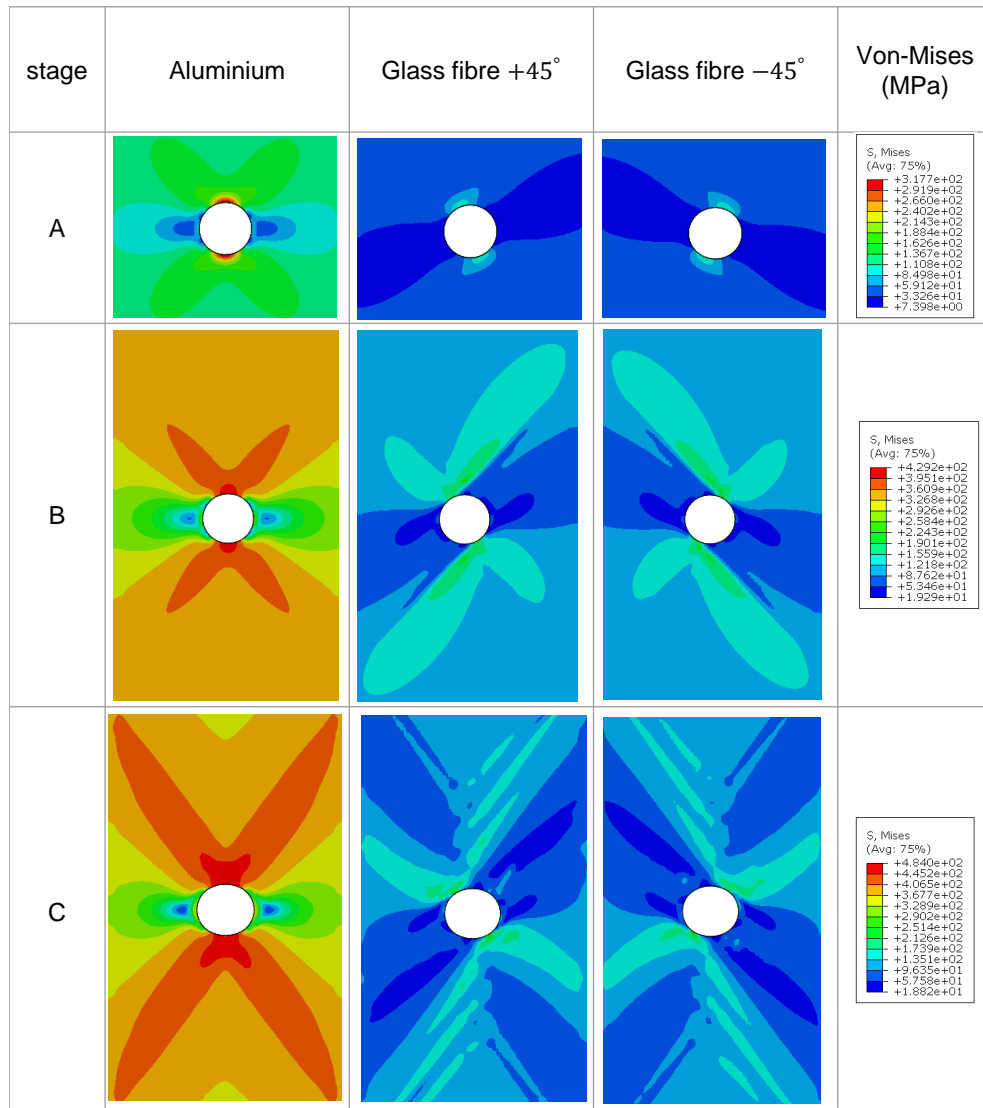 stage
Aluminium
Glass fibre +45°
Glass fibre −45°
Von-Mises
(MPa)
A
S, Mises
(Avg: 75%)
+3.177e+02
+2.919e+02
+2.660e+02
+2.402e+02
+2.143e+02
+1.884e+02
+1.626e+02
+1.367e+02
+1.108e+02
+8.498e+01
+5.912e+01
+3.326e+01
+7.398e+00
B
S, Mises
(Avg: 75%)
+4.292e+02
+3.951e+02
+3.609e+02
+3.268e+02
+2.926e+02
+2.584e+02
+2.243e+02
+1.901e+02
+1.559e+02
+1.218e+02
+8.762e+01
+5.346e+01
+1.929e+01
C
S, Mises
(Avg: 75%)
+4.840e+02
+4.452e+02
+4.065e+02
+3.677e+02
+3.289e+02
+2.902e+02
+2.514e+02
+2.126e+02
+1.739e+02
+1.351e+02
+9.635e+01
+5.758e+01
+1.882e+01